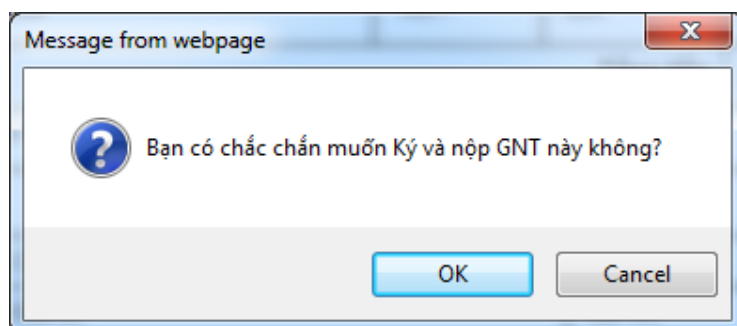 Message from webpage
Bạn có chắc chắn muốn Ký và nộp GNT này không?
OK
Cancel